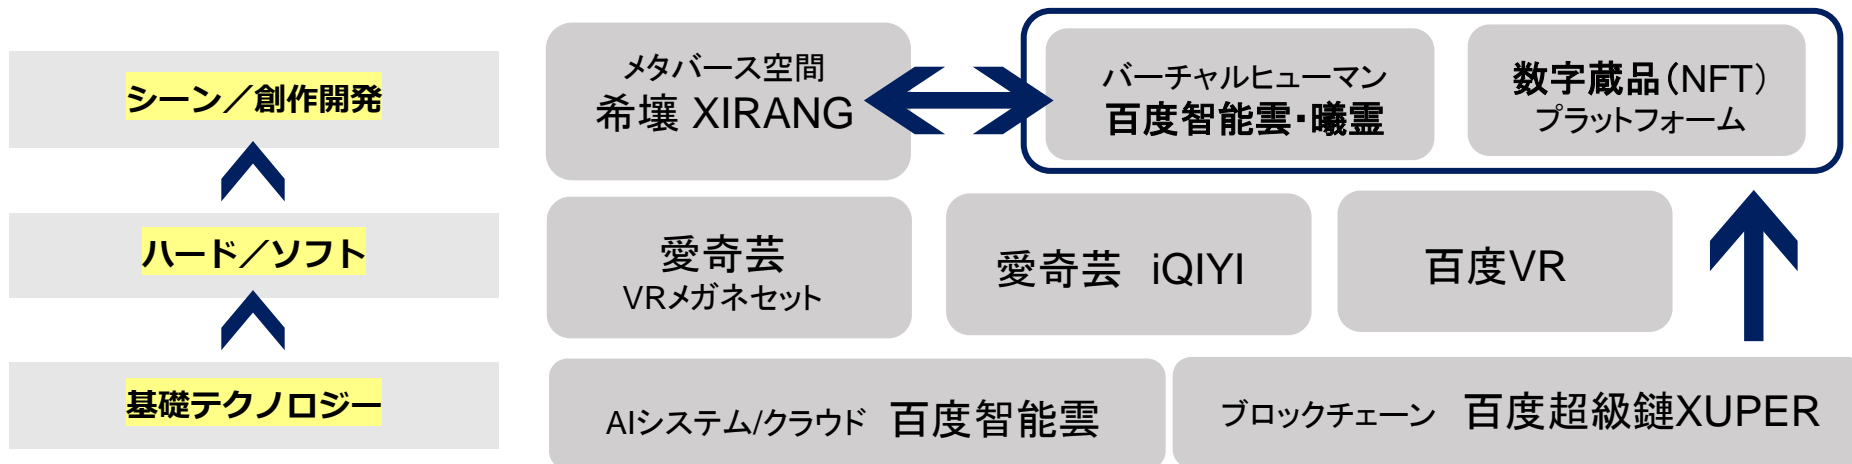 シーン／創作開発
メタバース空間
希壤 XIRANG
バーチャルヒューマン
百度智能雲・曦霊
数字蔵品（NFT）
プラットフォーム
ハード／ソフト
愛奇芸
VRメガネセット
愛奇芸　iQIYI
百度VR
基礎テクノロジー
AIシステム/クラウド　百度智能雲
ブロックチェーン　百度超級鏈XUPER